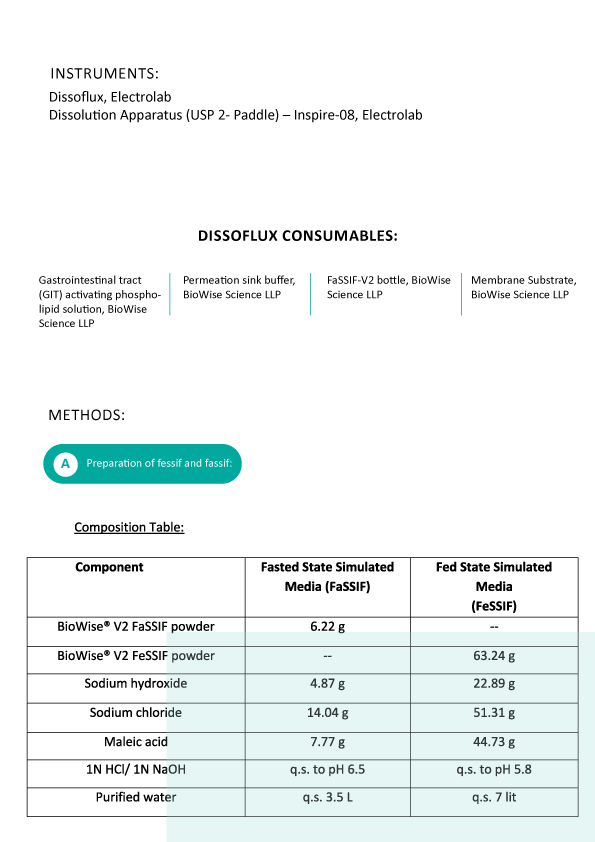 INSTRUMENTS:
Dissoflux, Electrolab
Dissolution Apparatus (USP 2- Paddle) – Inspire-08, Electrolab
DISSOFLUX CONSUMABLES:
Gastrointestinal tract
(GIT) activating phospho-
lipid solution, BioWise
Science LLP
Permeation sink buffer,
BioWise Science LLP
FaSSIF-V2 bottle, BioWise
Science LLP
Membrane Substrate,
BioWise Science LLP
METHODS:
A Preparation of fessif and fassif:
Composition Table:
Component
Fasted State Simulated
Media (FaSSIF)
Fed State Simulated
Media
(FeSSIF)
BioWise® V2 FaSSIF powder 6.22 g --
BioWise® V2 FeSSIF powder -- 63.24 g
Sodium hydroxide 4.87 g 22.89 g
Sodium chloride 14.04 g 51.31 g
Maleic acid 7.77 g 44.73 g
1N HCl/ 1N NaOH q.s. to pH 6.5 q.s. to pH 5.8
Purified water q.s. 3.5 L q.s. 7 lit